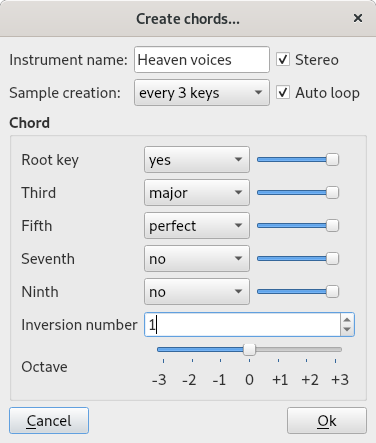 Create chords...
Instrument name: Heaven voices Stereo
Sample creation: every 3 keys Auto loop
Chord
Root key yes
Third major
Fifth perfect
Seventh no
Ninth no
Inversion number 1
Octave
-3 -2 -1 0 +1 +2 +3
Cancel Ok